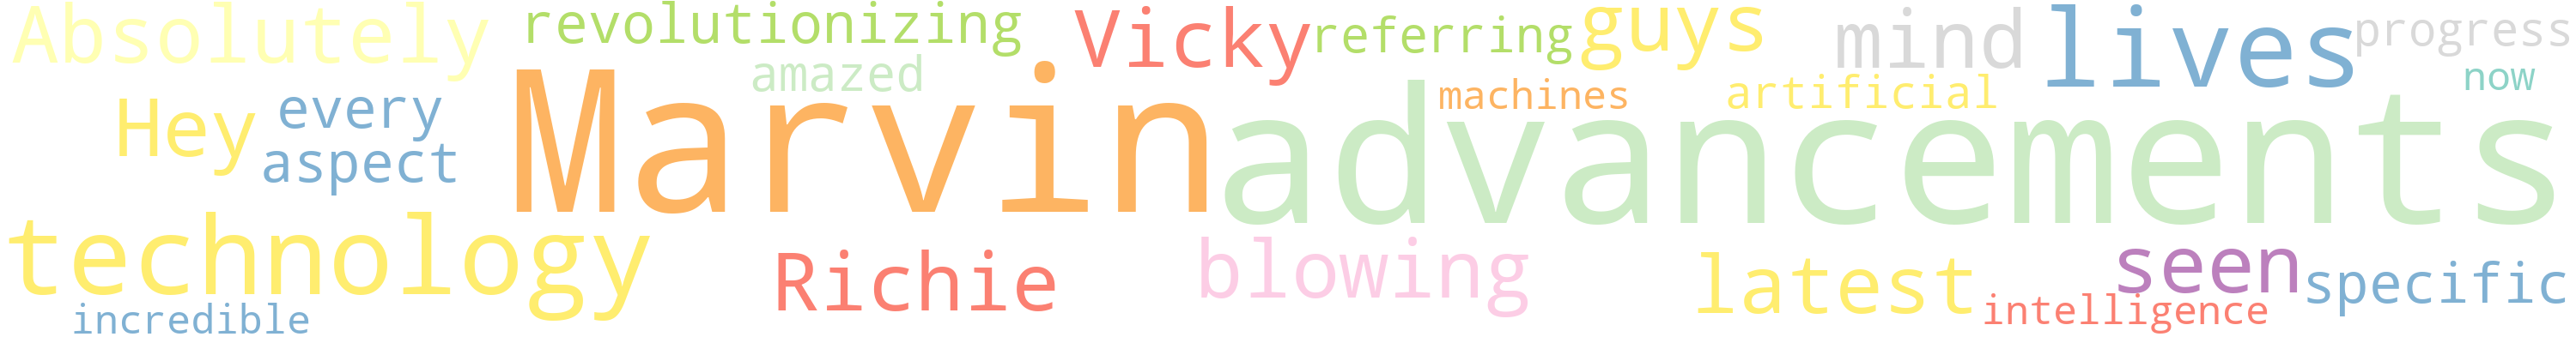 Absolutely revolutionizing Vicky referring guys mind lives progress
amazed machines artificial now
Hey every Marvin advancements
aspect
technology Richie blowing latest seen specific
incredible intelligence